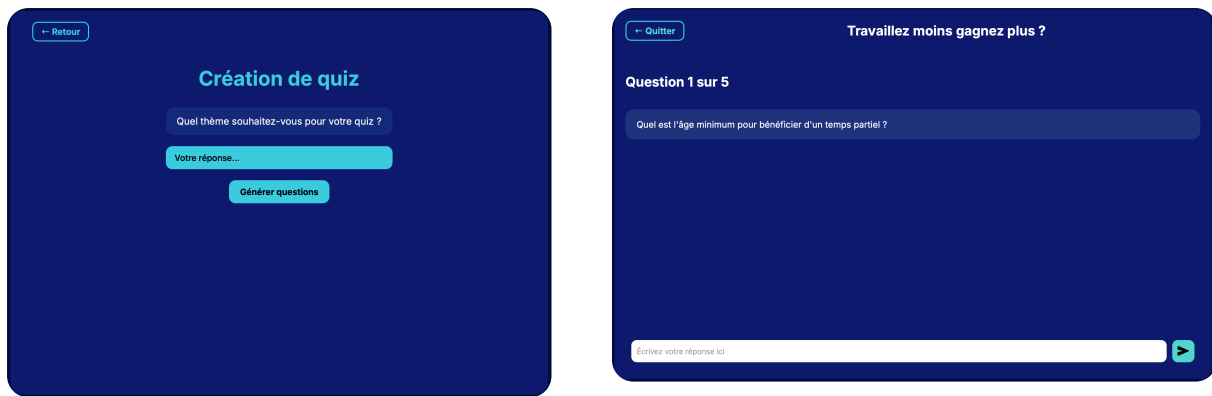 ← Retour
Création de quiz
Quel thème souhaitez-vous pour votre quiz ?
Votre réponse...
Générer questions
← Quitter
Travaillez moins gagnez plus ?
Question 1 sur 5
Quel est l'âge minimum pour bénéficier d'un temps partiel ?
Écrivez votre réponse ici